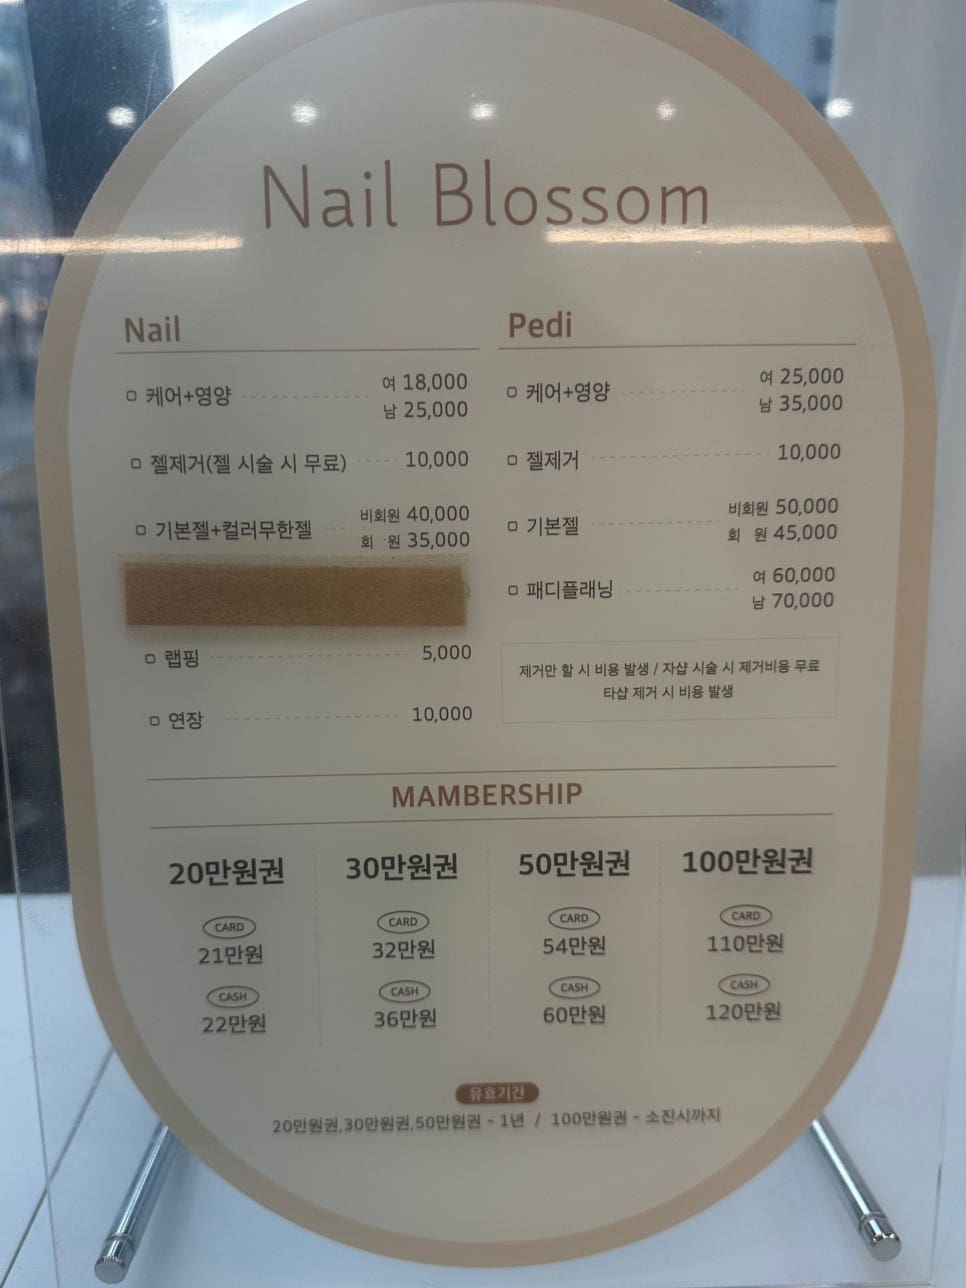 Nail Blossom
Nail
케어+영양 여 18,000
남 25,000
젤제거(젤 시술 시 무료) 10,000
기본젤+컬러무한젤 비회원 40,000
회 원 35,000
랩핑 5,000
연장 10,000
Pedi
케어+영양 여 25,000
남 35,000
젤제거 10,000
기본젤 비회원 50,000
회 원 45,000
패디플래닝 여 60,000
남 70,000
제거만 할 시 비용 발생 / 자샵 시술 시 제거비용 무료
타샵 제거 시 비용 발생
MAMBERSHIP
20만원권
CARD
21만원
CASH
22만원
30만원권
CARD
32만원
CASH
36만원
50만원권
CARD
54만원
CASH
60만원
100만원권
CARD
110만원
CASH
120만원
유효기간
20만원권,30만원권,50만원권 - 1년 / 100만원권 - 소진시까지